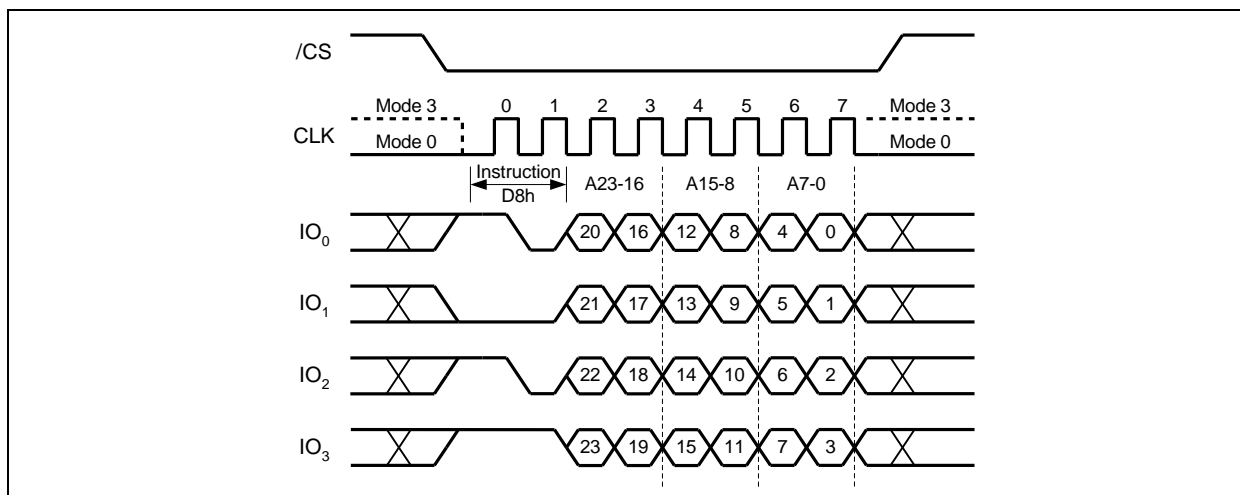 /CS
Mode 3 0 1 2 3 4 5 6 7 Mode 3
CLK
Mode 0 Mode 0
Instruction A23-16 A15-8 A7-0
D8h
IO0 20 16 12 8 4 0
IO1 21 17 13 9 5 1
IO2 22 18 14 10 6 2
IO3 23 19 15 11 7 3